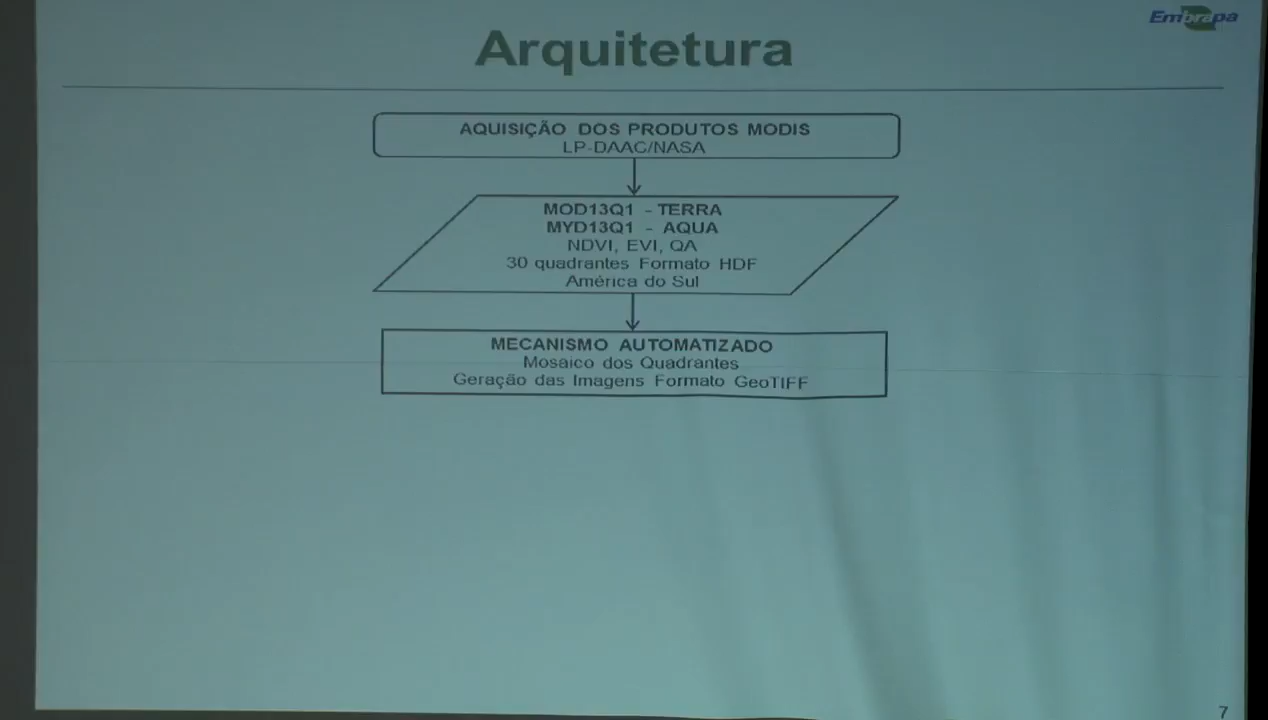 Embrapa
Arquitetura
AQUISIÇÃO DOS PRODUTOS MODIS
LP-DAAC/NASA
MOD13Q1 - TERRA
MYD13Q1 - AQUA
NDVI, EVI, QA
30 quadrantes Formato HDF
América do Sul
MECANISMO AUTOMATIZADO
Mosaico dos Quadrantes
Geração das Imagens Formato GeoTIFF
7